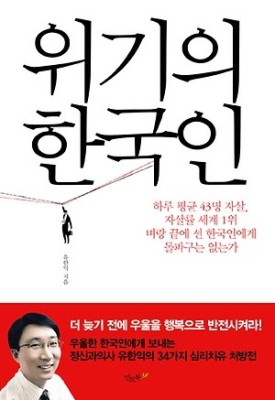 위기의
한국인
하루 평균 43명 자살,
자살률 세계 1위
벼랑 끝에 선 한국인에게
돌파구는 없는가
유한익 지음
더 늦기 전에 우울을 행복으로 반전시켜라!
우울한 한국인에게 보내는
정신과의사 유한익의 34가지 심리치유 처방전